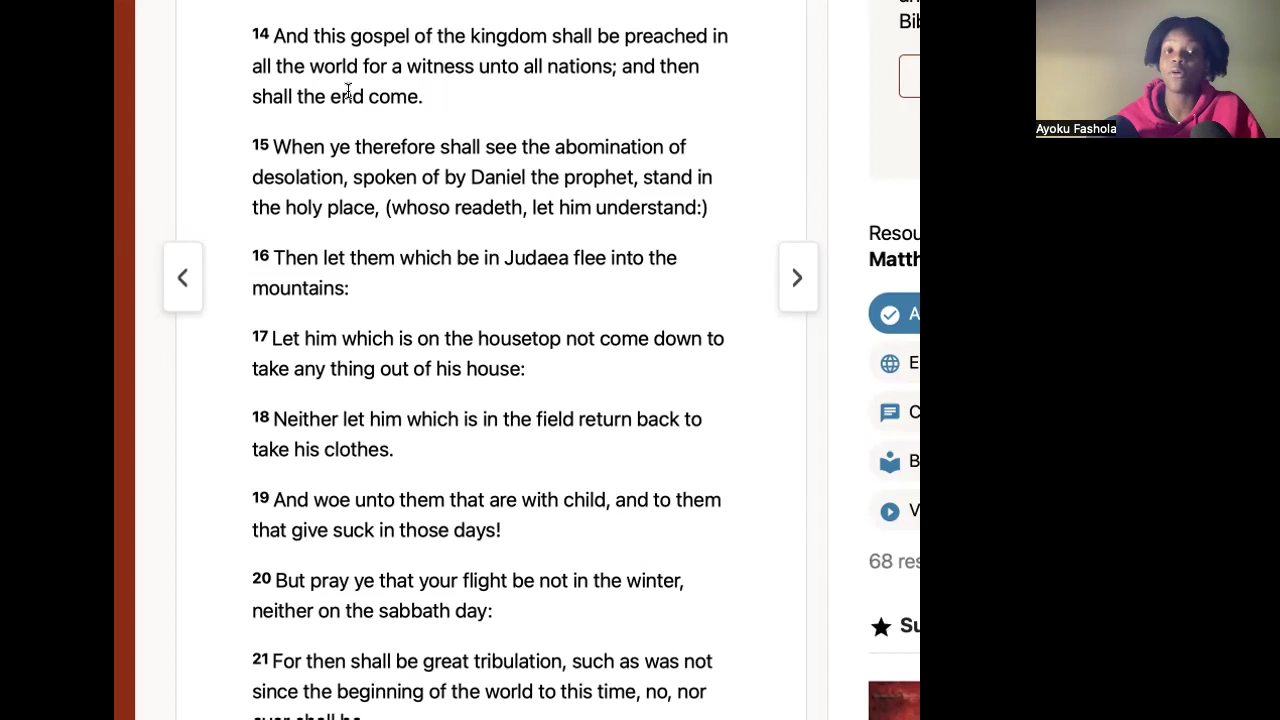 14 And this gospel of the kingdom shall be preached in
all the world for a witness unto all nations; and then
shall the end come.
15 When ye therefore shall see the abomination of
desolation, spoken of by Daniel the prophet, stand in
the holy place, (whoso readeth, let him understand:)
16 Then let them which be in Judaea flee into the
mountains:
17 Let him which is on the housetop not come down to
take any thing out of his house:
18 Neither let him which is in the field return back to
take his clothes.
19 And woe unto them that are with child, and to them
that give suck in those days!
20 But pray ye that your flight be not in the winter,
neither on the sabbath day:
21 For then shall be great tribulation, such as was not
since the beginning of the world to this time, no, nor
ever shall be.
Bib
Resou
Matth
A
E
C
B
V
68 res
Su
Ayoku Fashola